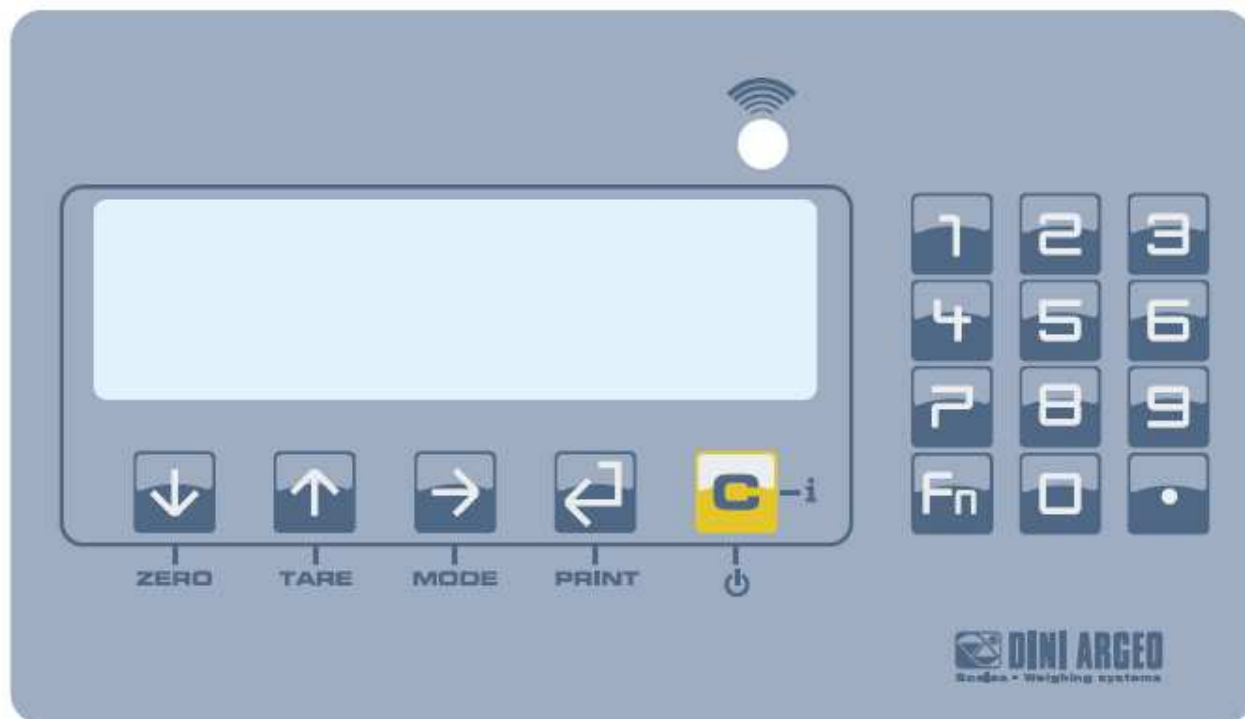 1 2 3
4 5 6
7 8 9
C i
Fn 0 .
ZERO TARE MODE PRINT
DINI ARGEO
Scales • Weighing systems